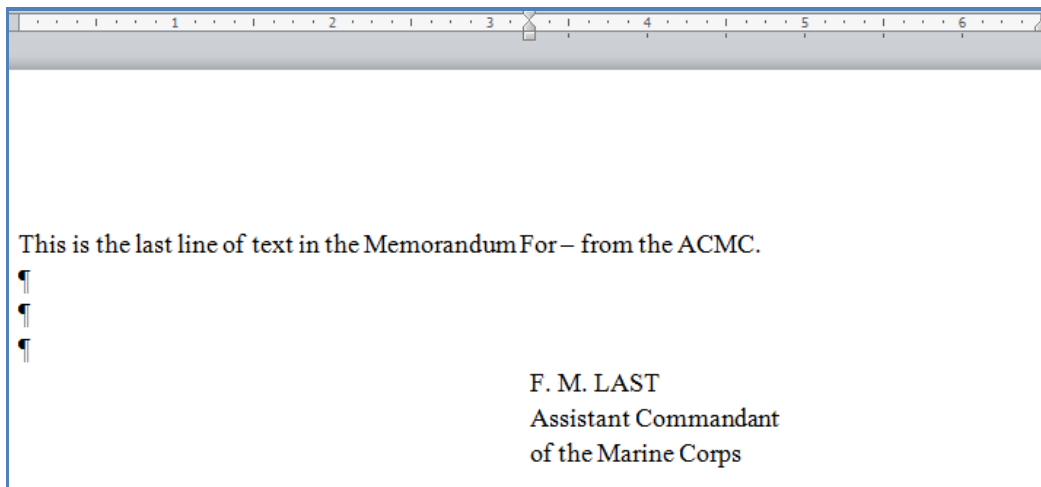 1 2 3 4 5 6
This is the last line of text in the Memorandum For – from the ACMC.
¶
¶
¶
F. M. LAST
Assistant Commandant
of the Marine Corps